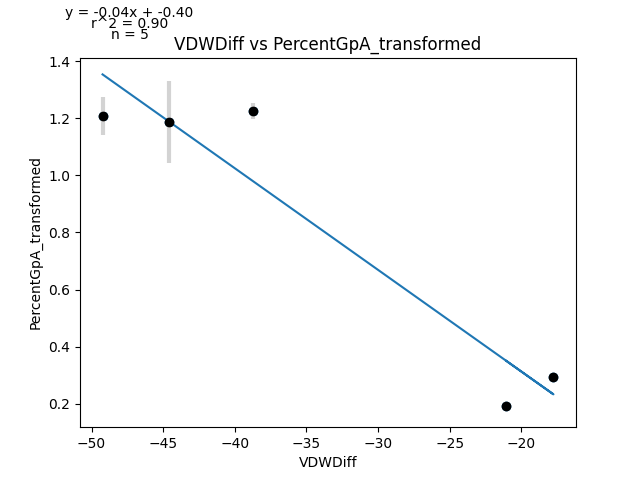 y = -0.04x + -0.40
r^2 = 0.90
n = 5
VDWDiff vs PercentGpA_transformed
1.4
1.2
1.0
0.8
0.6
0.4
0.2
PercentGpA_transformed
−50 −45 −40 −35 −30 −25 −20
VDWDiff